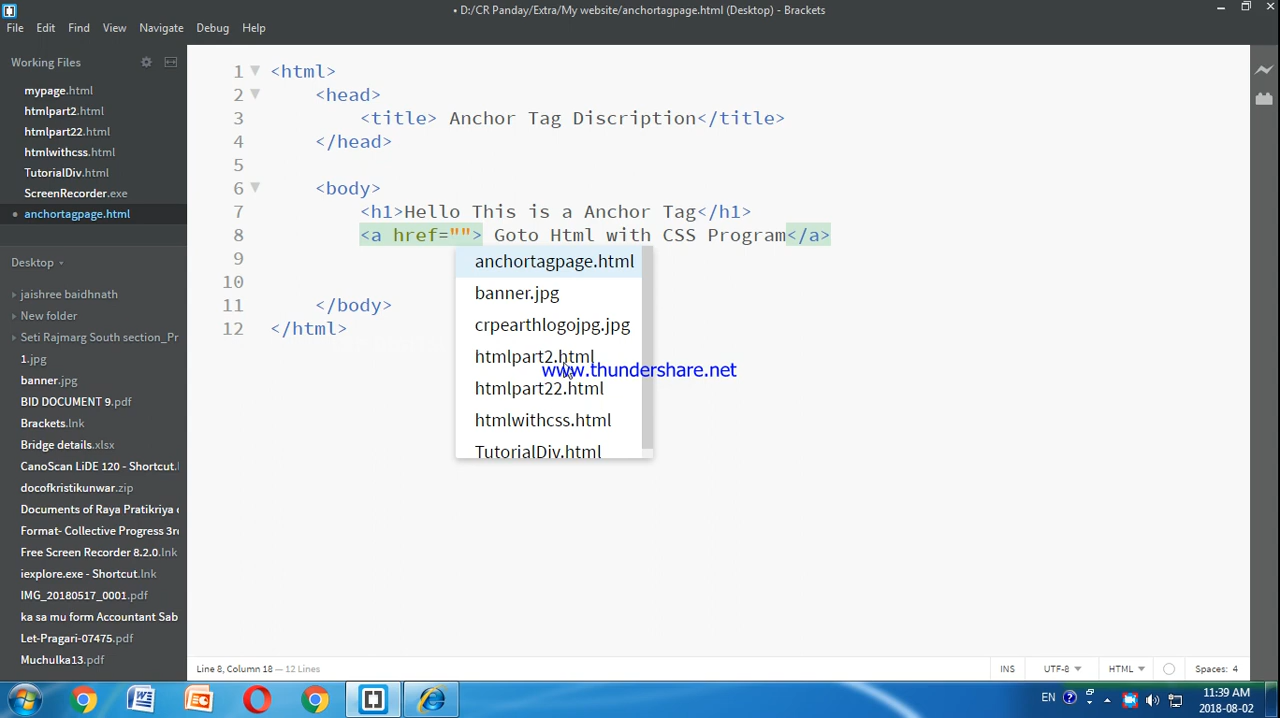 • D:/CR Panday/Extra/My website/anchortagpage.html (Desktop) - Brackets
File Edit Find View Navigate Debug Help
Working Files
mypage.html
htmlpart2.html
htmlpart22.html
htmlwithcss.html
TutorialDiv.html
ScreenRecorder.exe
• anchortagpage.html
Desktop
jaishree baidhnath
New folder
Seti Rajmarg South section_Pr
1.jpg
banner.jpg
BID DOCUMENT 9.pdf
Brackets.lnk
Bridge details.xlsx
CanoScan LiDE 120 - Shortcut.
docofkristikunwar.zip
Documents of Raya Pratikriya
Format- Collective Progress 3r
Free Screen Recorder 8.2.0.lnk
iexplore.exe - Shortcut.lnk
IMG_20180517_0001.pdf
ka sa mu form Accountant Sab
Let-Pragari-07475.pdf
Muchulka13.pdf
1 <html>
2 <head>
3 <title> Anchor Tag Discription</title>
4 </head>
5
6 <body>
7 <h1>Hello This is a Anchor Tag</h1>
8 <a href=""> Goto Html with CSS Program</a>
9
10
11 </body>
12 </html>
anchortagpage.html
banner.jpg
crpearthlogojpg.jpg
htmlpart2.html
www.thundershare.net
htmlpart22.html
htmlwithcss.html
TutorialDiv.html
Line 8, Column 18 — 12 Lines
INS UTF-8 HTML Spaces: 4
EN 11:39 AM
2018-08-02